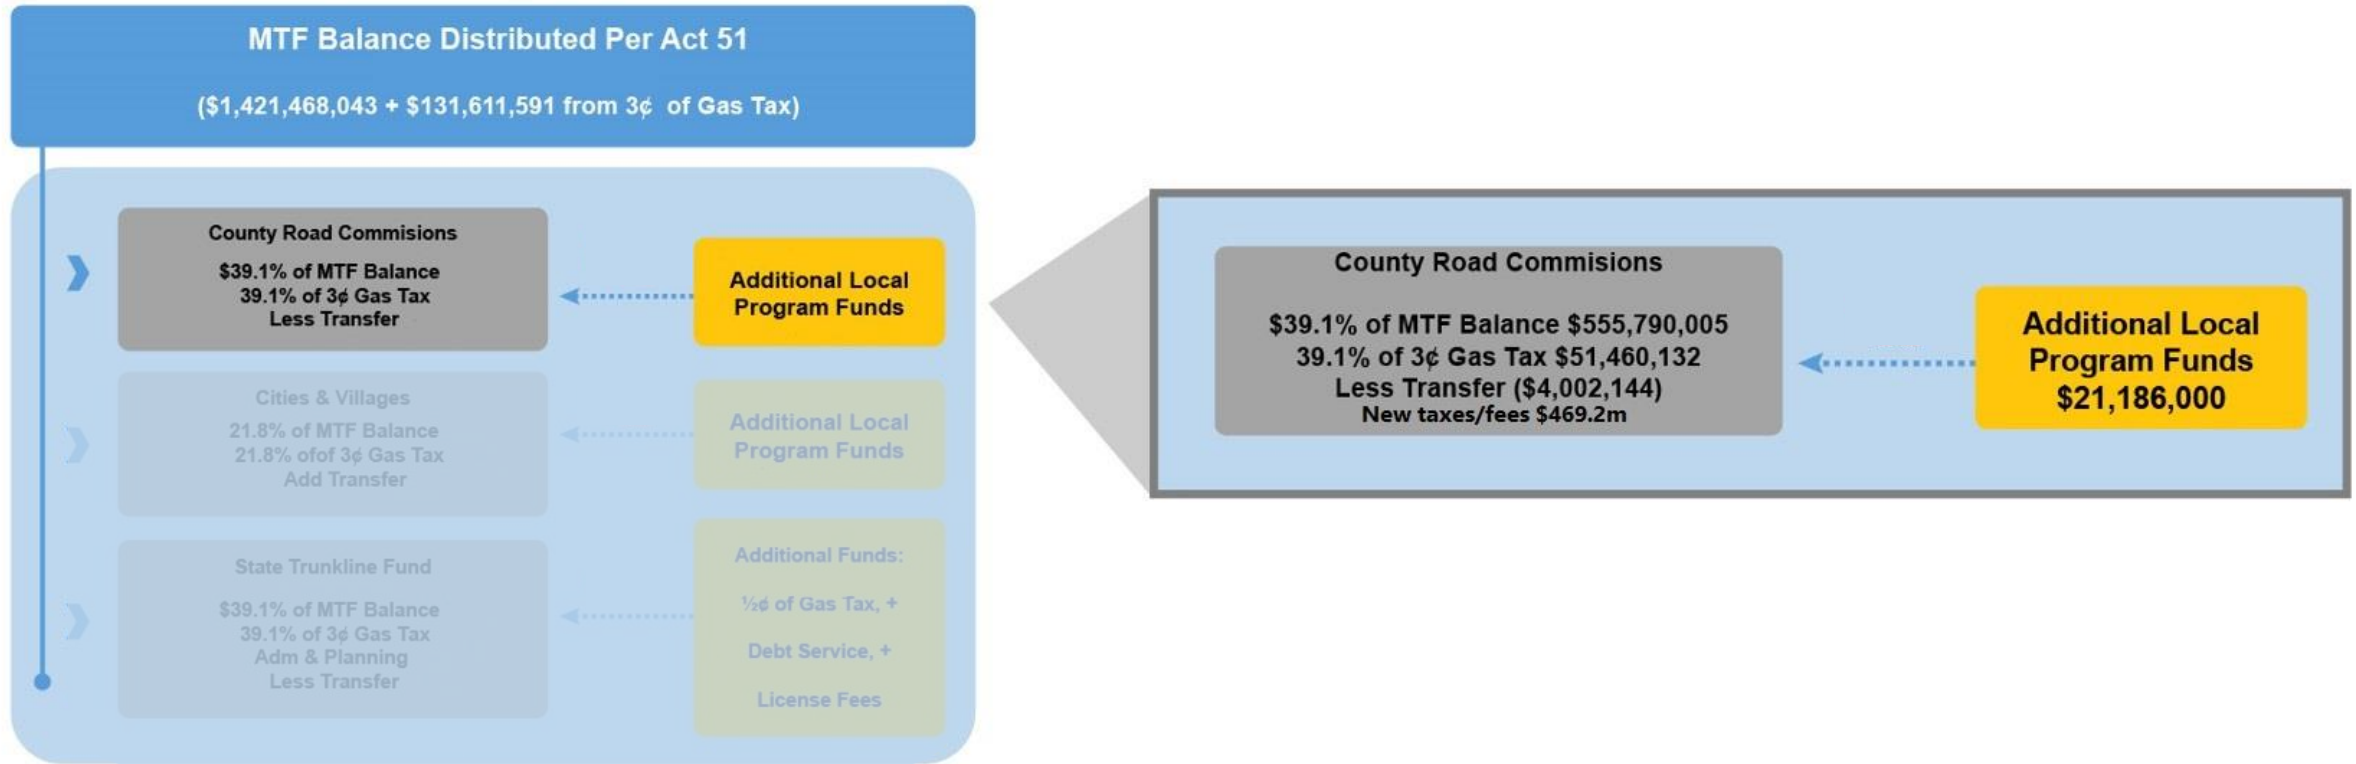 MTF Balance Distributed Per Act 51
($1,421,468,043 + $131,611,591 from 3¢ of Gas Tax)
County Road Commisions
$39.1% of MTF Balance
39.1% of 3¢ Gas Tax
Less Transfer
Additional Local
Program Funds
Cities & Villages
21.8% of MTF Balance
21.8% ofof 3¢ Gas Tax
Add Transfer
Additional Local
Program Funds
State Trunkline Fund
$39.1% of MTF Balance
39.1% of 3¢ Gas Tax
Adm & Planning
Less Transfer
Additional Funds:
½¢ of Gas Tax, +
Debt Service, +
License Fees
County Road Commisions
$39.1% of MTF Balance $555,790,005
39.1% of 3¢ Gas Tax $51,460,132
Less Transfer ($4,002,144)
New taxes/fees $469.2m
Additional Local
Program Funds
$21,186,000